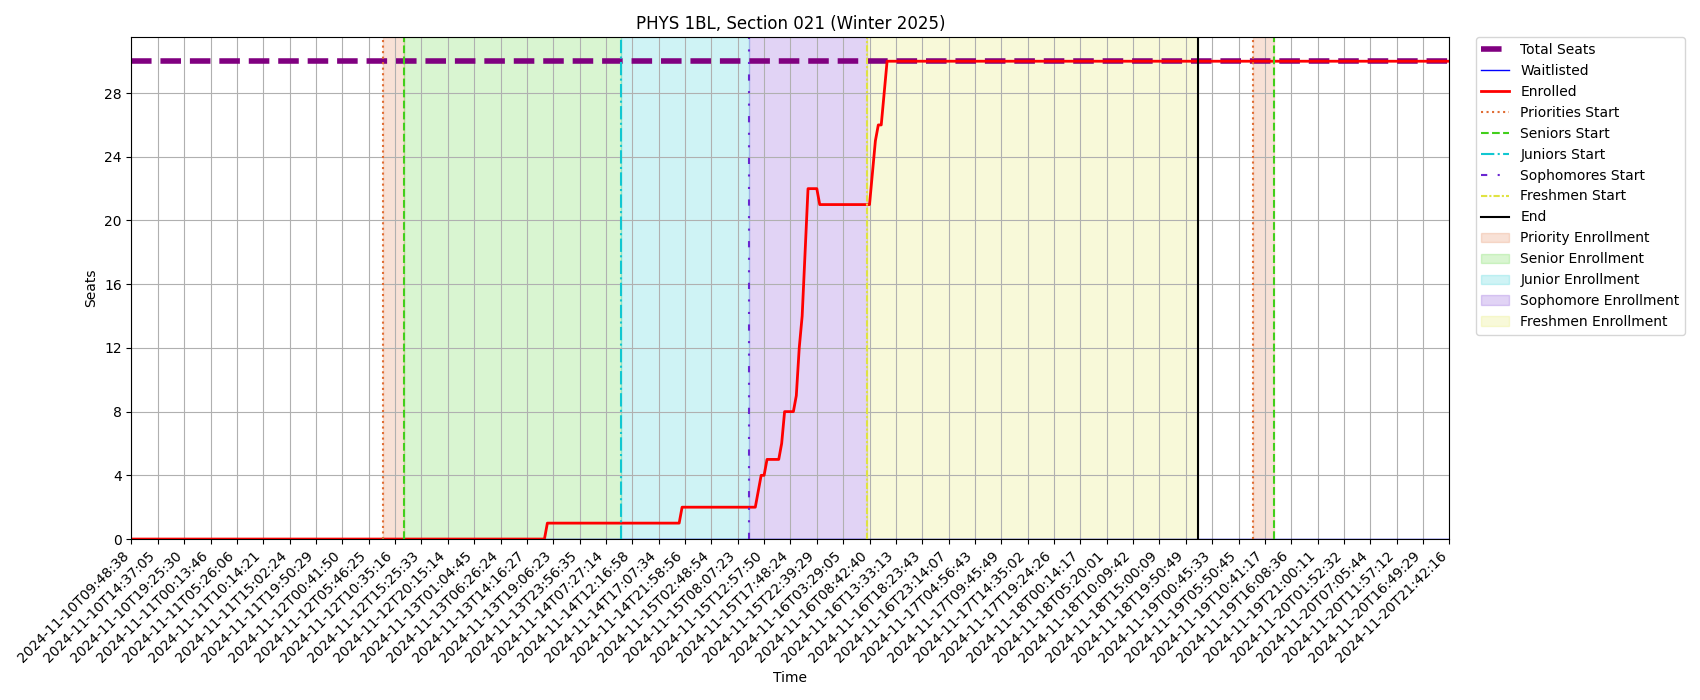 PHYS 1BL, Section 021 (Winter 2025)
Seats
28
24
20
16
12
8
4
0
2024-11-10T09:48:38
2024-11-10T14:37:05
2024-11-10T19:25:30
2024-11-11T00:13:46
2024-11-11T05:26:06
2024-11-11T10:14:21
2024-11-11T15:02:24
2024-11-11T19:50:29
2024-11-12T00:41:50
2024-11-12T05:46:25
2024-11-12T10:35:16
2024-11-12T15:25:33
2024-11-12T20:15:14
2024-11-13T01:04:45
2024-11-13T06:26:24
2024-11-13T14:16:27
2024-11-13T19:06:23
2024-11-13T23:56:35
2024-11-14T07:27:14
2024-11-14T12:16:58
2024-11-14T17:07:34
2024-11-14T21:58:56
2024-11-15T02:48:54
2024-11-15T08:07:23
2024-11-15T12:57:50
2024-11-15T17:48:24
2024-11-15T22:39:29
2024-11-16T03:29:05
2024-11-16T08:42:40
2024-11-16T13:33:13
2024-11-16T18:23:43
2024-11-16T23:14:07
2024-11-17T04:56:43
2024-11-17T09:45:49
2024-11-17T14:35:02
2024-11-17T19:24:26
2024-11-18T00:14:17
2024-11-18T05:20:01
2024-11-18T10:09:42
2024-11-18T15:00:09
2024-11-18T19:50:49
2024-11-19T00:45:33
2024-11-19T05:50:45
2024-11-19T10:41:17
2024-11-19T16:08:36
2024-11-19T21:00:11
2024-11-20T01:52:32
2024-11-20T07:05:44
2024-11-20T11:57:12
2024-11-20T16:49:29
2024-11-20T21:42:16
Time
Total Seats
Waitlisted
Enrolled
Priorities Start
Seniors Start
Juniors Start
Sophomores Start
Freshmen Start
End
Priority Enrollment
Senior Enrollment
Junior Enrollment
Sophomore Enrollment
Freshmen Enrollment